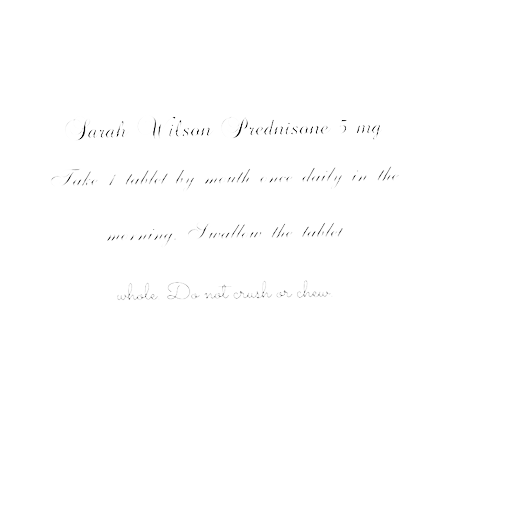 Sarah Wilson Prednisone 5 mg
Take 1 tablet by mouth once daily in the
morning. Swallow the tablet
whole. Do not crush or chew